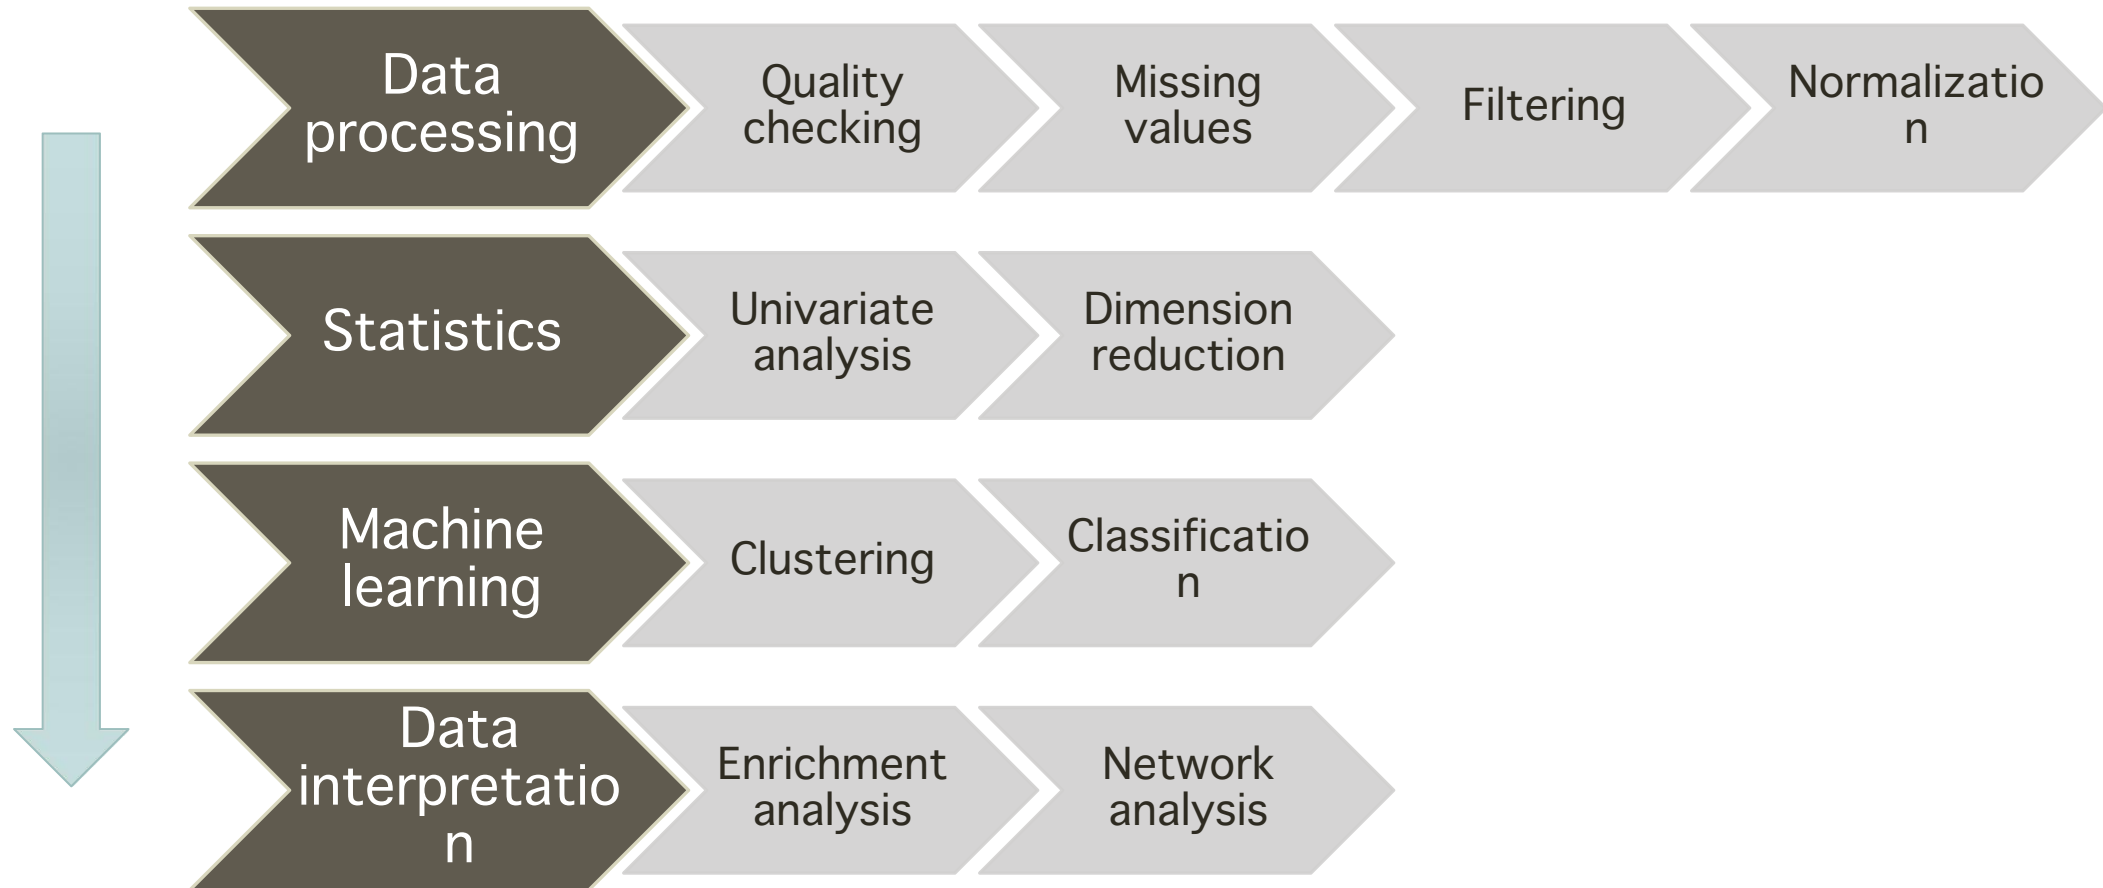 Data
processing
Quality
checking
Missing
values
Filtering
Normalizatio
n
Statistics
Univariate
analysis
Dimension
reduction
Machine
learning
Clustering
Classificatio
n
Data
interpretatio
n
Enrichment
analysis
Network
analysis